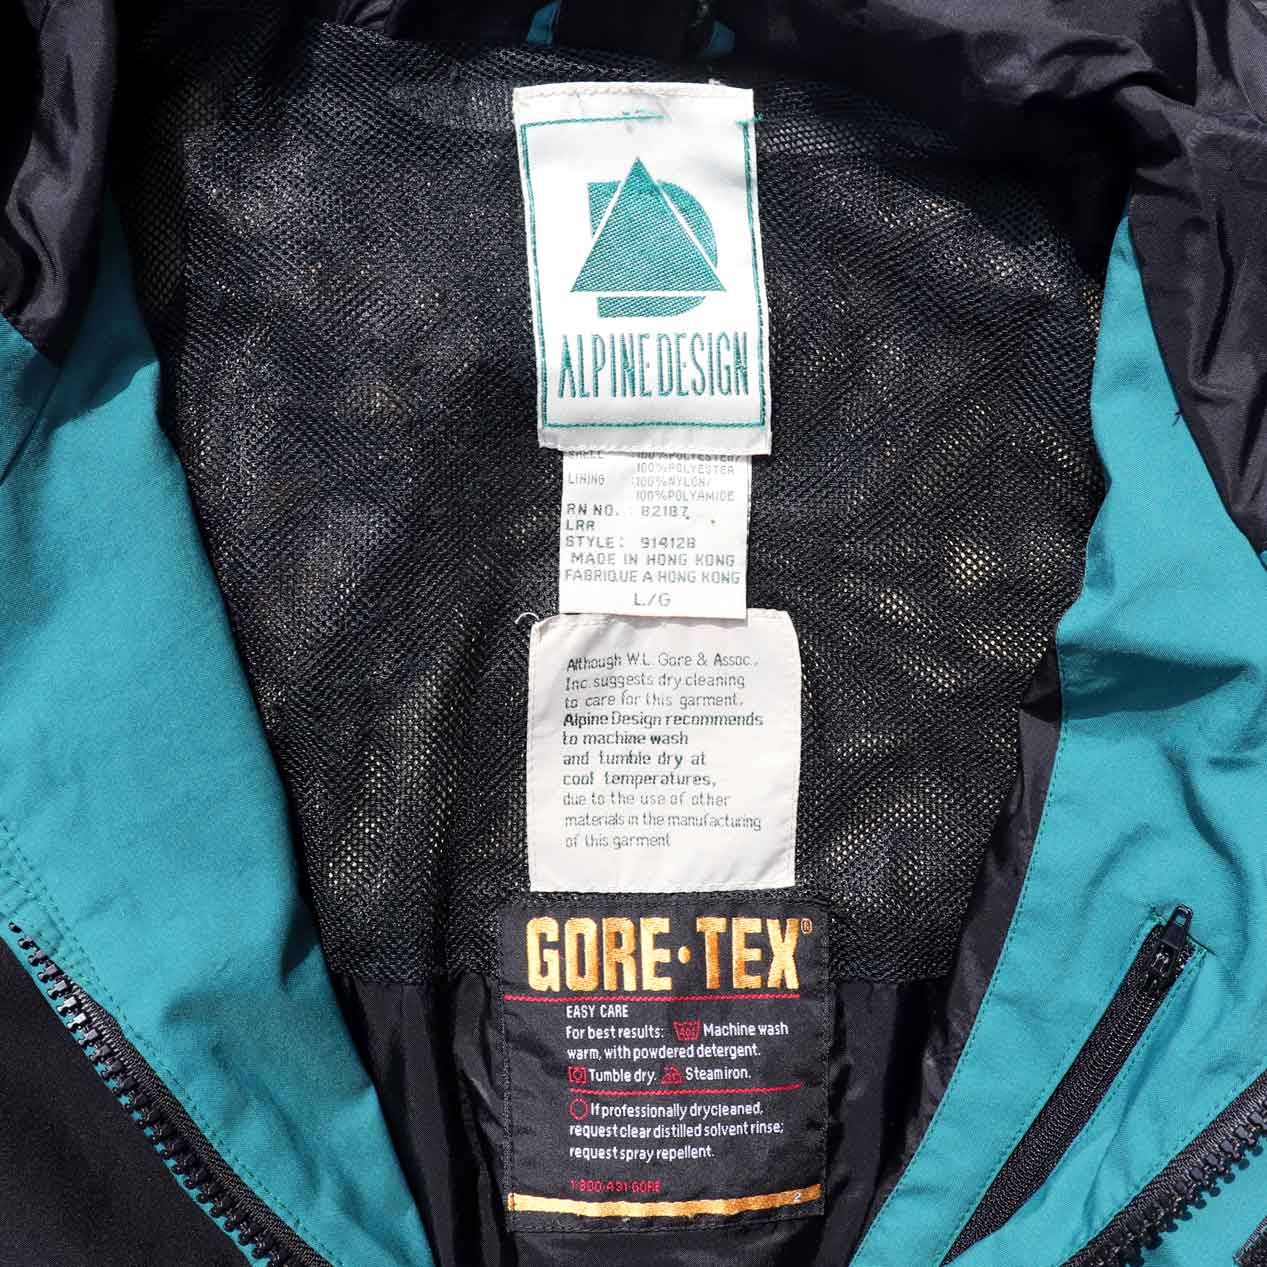 ALPINE DESIGN
SHELL :100%POLYESTER/
100%POLYESTER
LINING :100%NYLON/
100%POLYAMIDE
RN NO. : 82187
LRR
STYLE: 914128
MADE IN HONG KONG
FABRIQUE A HONG KONG
L/G
Although W.L. Gore & Assoc.,
Inc. suggests dry cleaning
to care for this garment,
Alpine Design recommends
to machine wash
and tumble dry at
cool temperatures,
due to the use of other
materials in the manufacturing
of this garment
GORE-TEX®
EASY CARE
For best results: Machine wash
warm, with powdered detergent.
Tumble dry. Steam iron.
If professionally drycleaned,
request clear distilled solvent rinse;
request spray repellent.
1-800-431-GORE
2